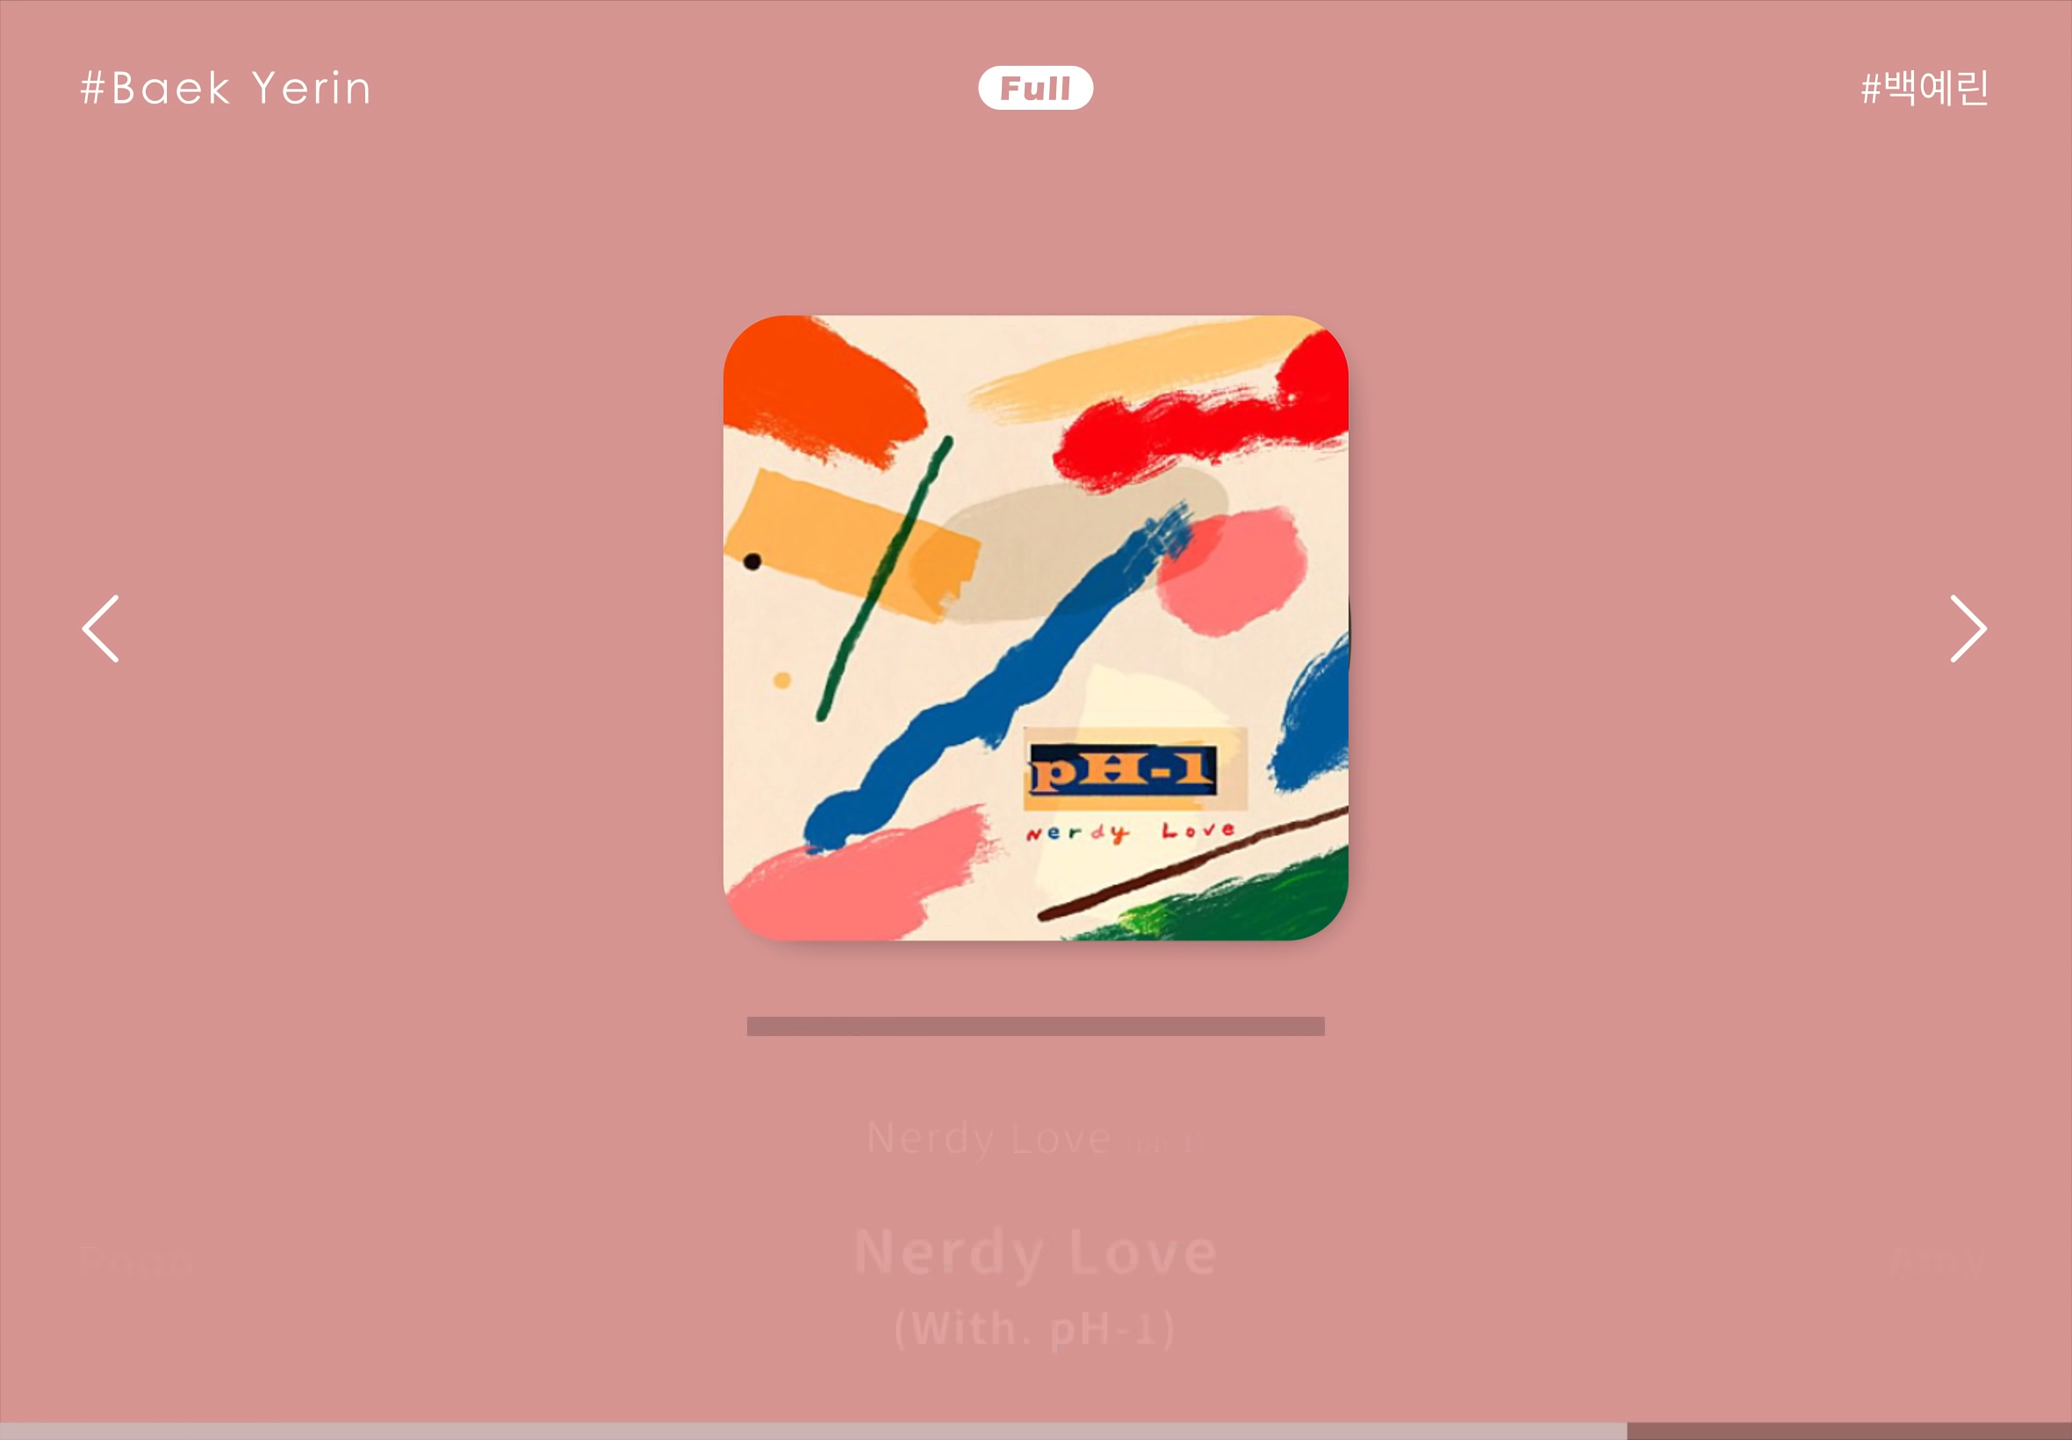 #Baek Yerin
Full
#백예린
pH-1
Nerdy Love
Nerdy Love
Nerdy Love
(With. pH-1)